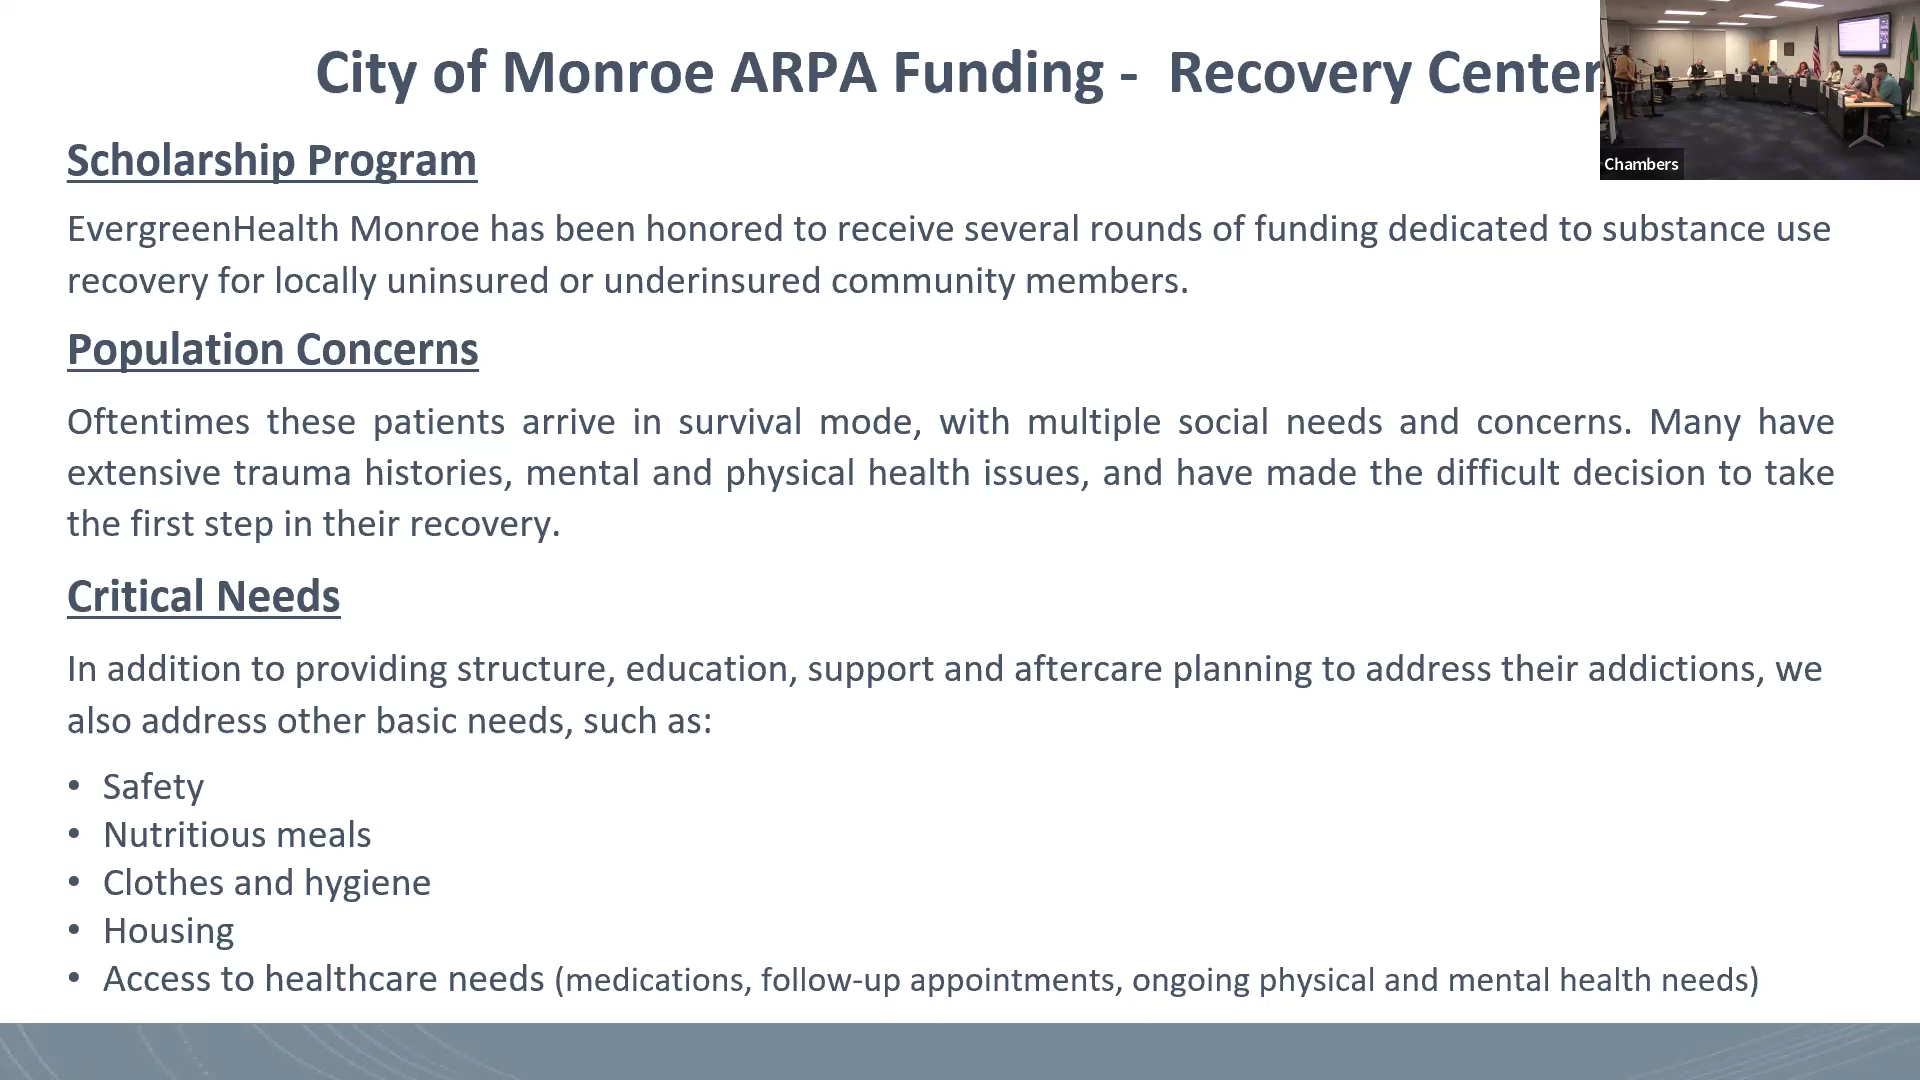 City of Monroe ARPA Funding - Recovery Center
Chambers
Scholarship Program
EvergreenHealth Monroe has been honored to receive several rounds of funding dedicated to substance use
recovery for locally uninsured or underinsured community members.
Population Concerns
Oftentimes these patients arrive in survival mode, with multiple social needs and concerns. Many have
extensive trauma histories, mental and physical health issues, and have made the difficult decision to take
the first step in their recovery.
Critical Needs
In addition to providing structure, education, support and aftercare planning to address their addictions, we
also address other basic needs, such as:
• Safety
• Nutritious meals
• Clothes and hygiene
• Housing
• Access to healthcare needs (medications, follow-up appointments, ongoing physical and mental health needs)